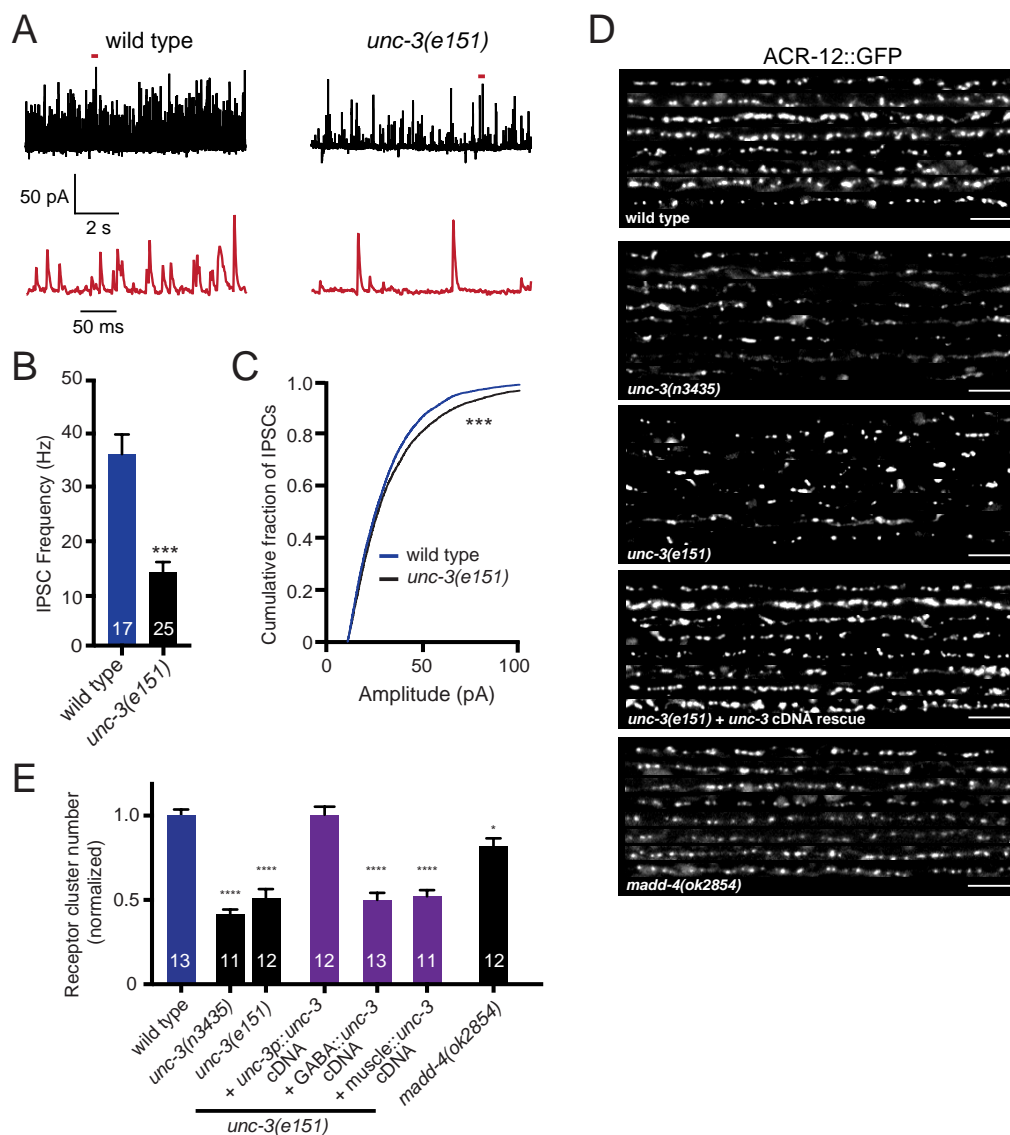 A
wild type
unc-3(e151)
50 pA
2 s
50 ms
B
50
40
30
20
10
0
IPSC Frequency (Hz)
***
17
25
wild type
unc-3(e151)
C
1.0
0.8
0.6
0.4
0.2
0
Cumulative fraction of IPSCs
***
wild type
unc-3(e151)
0
50
100
Amplitude (pA)
D
ACR-12::GFP
wild type
unc-3(n3435)
unc-3(e151)
unc-3(e151) + unc-3 cDNA rescue
madd-4(ok2854)
E
Receptor cluster number
(normalized)
1.0
0.5
0
****
****
****
****
*
13
11
12
12
13
11
12
wild type
unc-3(n3435)
unc-3(e151)
+ unc-3p::unc-3
cDNA
+ GABA::unc-3
cDNA
+ muscle::unc-3
cDNA
madd-4(ok2854)
unc-3(e151)